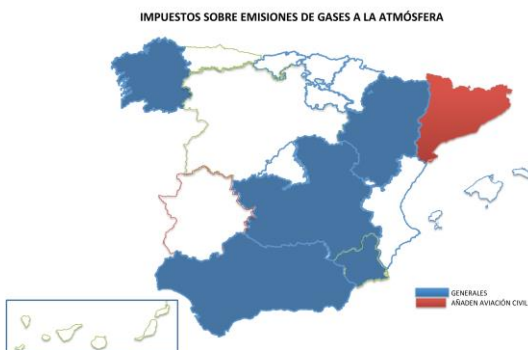 IMPUESTOS SOBRE EMISIONES DE GASES A LA ATMÓSFERA
GENERALES
AÑADEN AVIACIÓN CIVIL